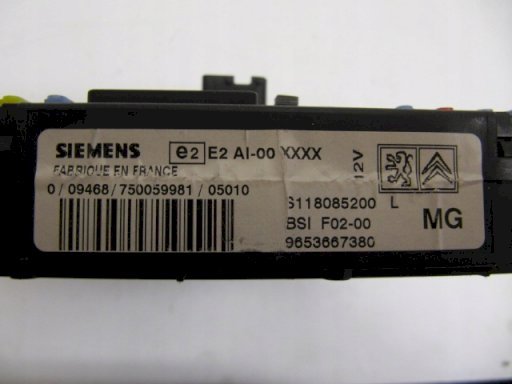 SIEMENS e2 E2 AI-00 XXXX
FABRIQUE EN FRANCE
12V
0 / 09468/750059981 / 05010
S118085200 L
BSI F02-00 MG
9653667380